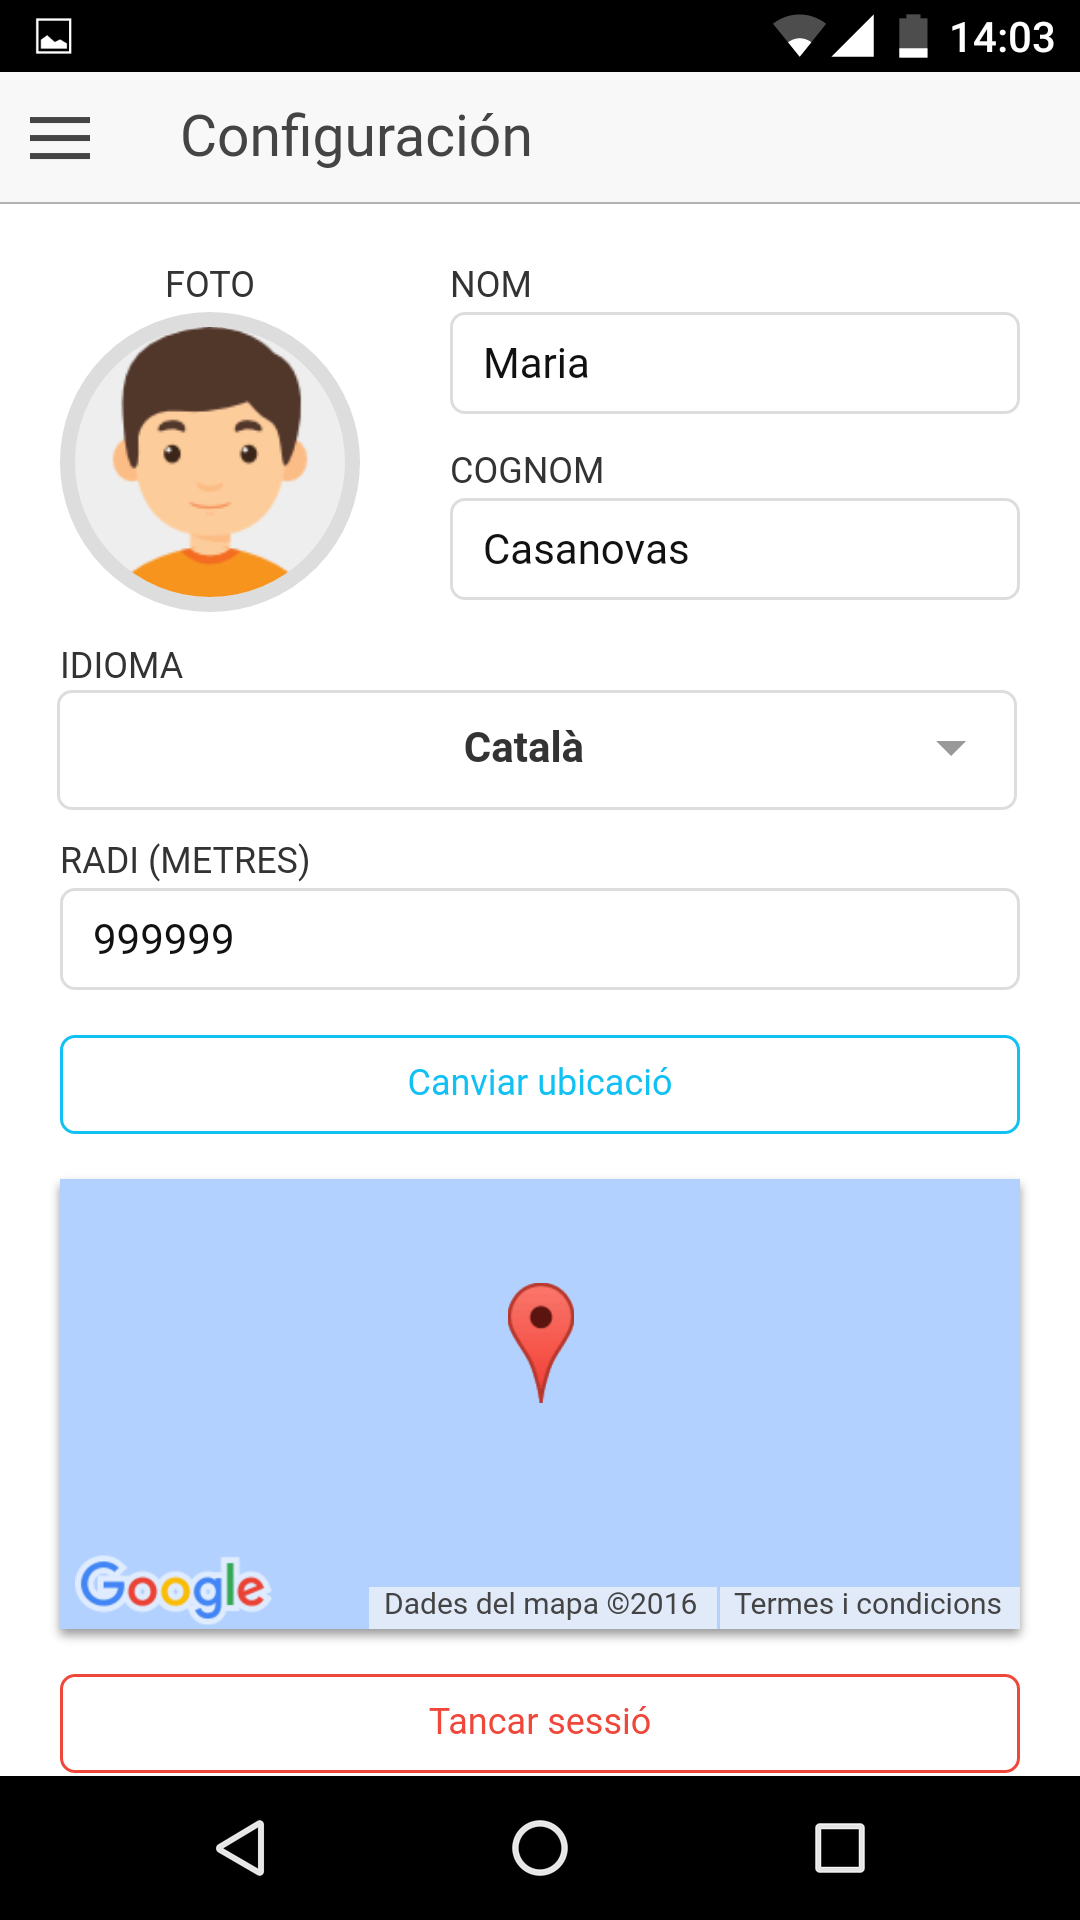 14:03
Configuración
FOTO
NOM
Maria
COGNOM
Casanovas
IDIOMA
Català
RADI (METRES)
999999
Canviar ubicació
Google
Dades del mapa ©2016
Termes i condicions
Tancar sessió